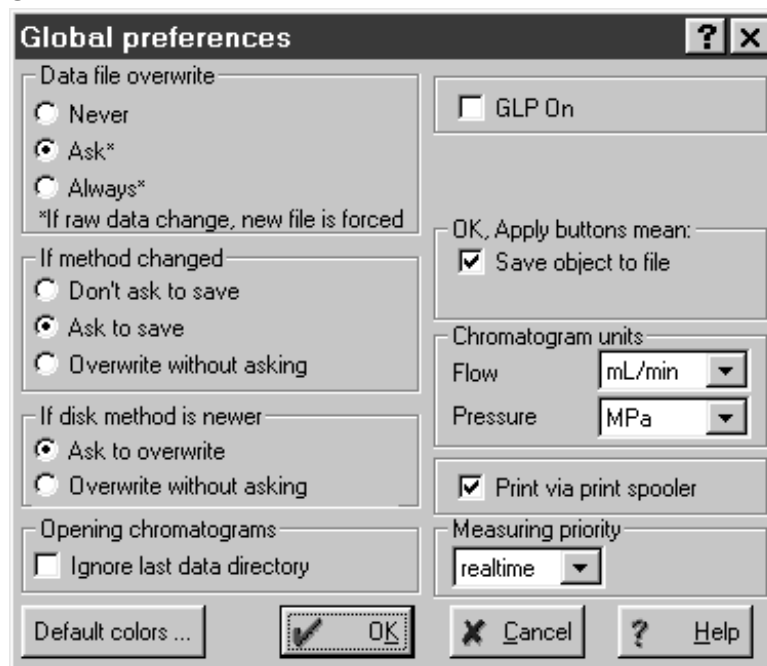 Global preferences
Data file overwrite
Never
Ask*
Always*
*If raw data change, new file is forced
If method changed
Don't ask to save
Ask to save
Overwrite without asking
If disk method is newer
Ask to overwrite
Overwrite without asking
Opening chromatograms
Ignore last data directory
GLP On
OK, Apply buttons mean:
Save object to file
Chromatogram units
Flow mL/min
Pressure MPa
Print via print spooler
Measuring priority
realtime
Default colors ... OK Cancel ? Help